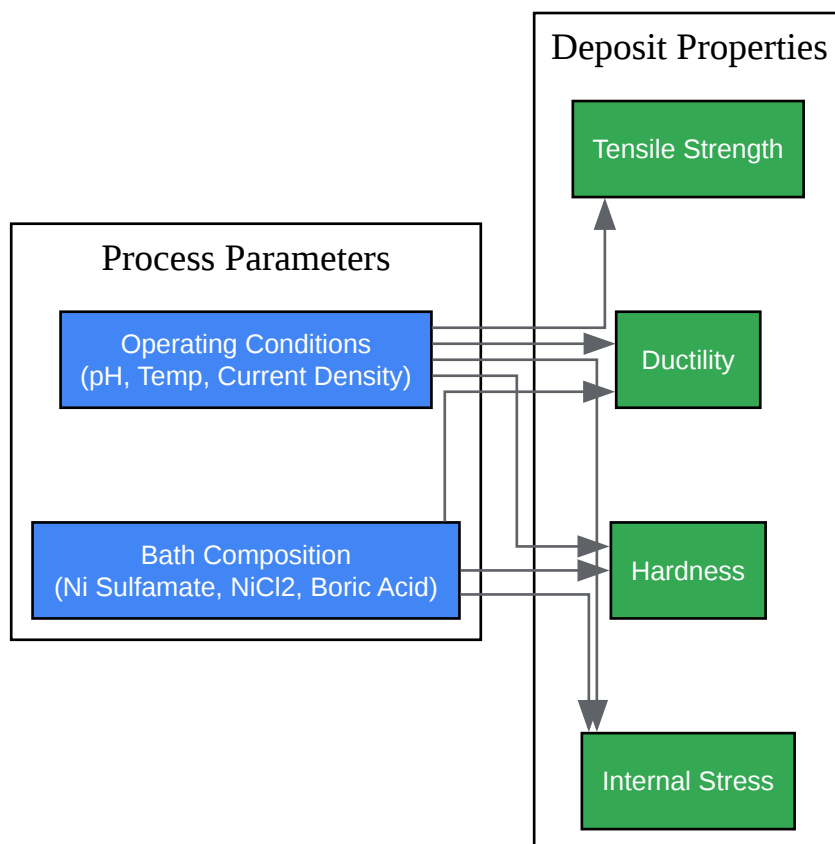 Deposit Properties
Tensile Strength
Process Parameters
Operating Conditions
(pH, Temp, Current Density)
Ductility
Bath Composition
(Ni Sulfamate, NiCl2, Boric Acid)
Hardness
Internal Stress